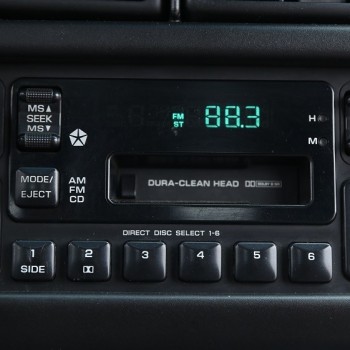 MS▲
SEEK
MS▼
FM
ST
88.3
H
M
MODE/
EJECT
AM
FM
CD
DURA-CLEAN HEAD
DIRECT DISC SELECT 1-6
1
SIDE
2
3
4
5
6